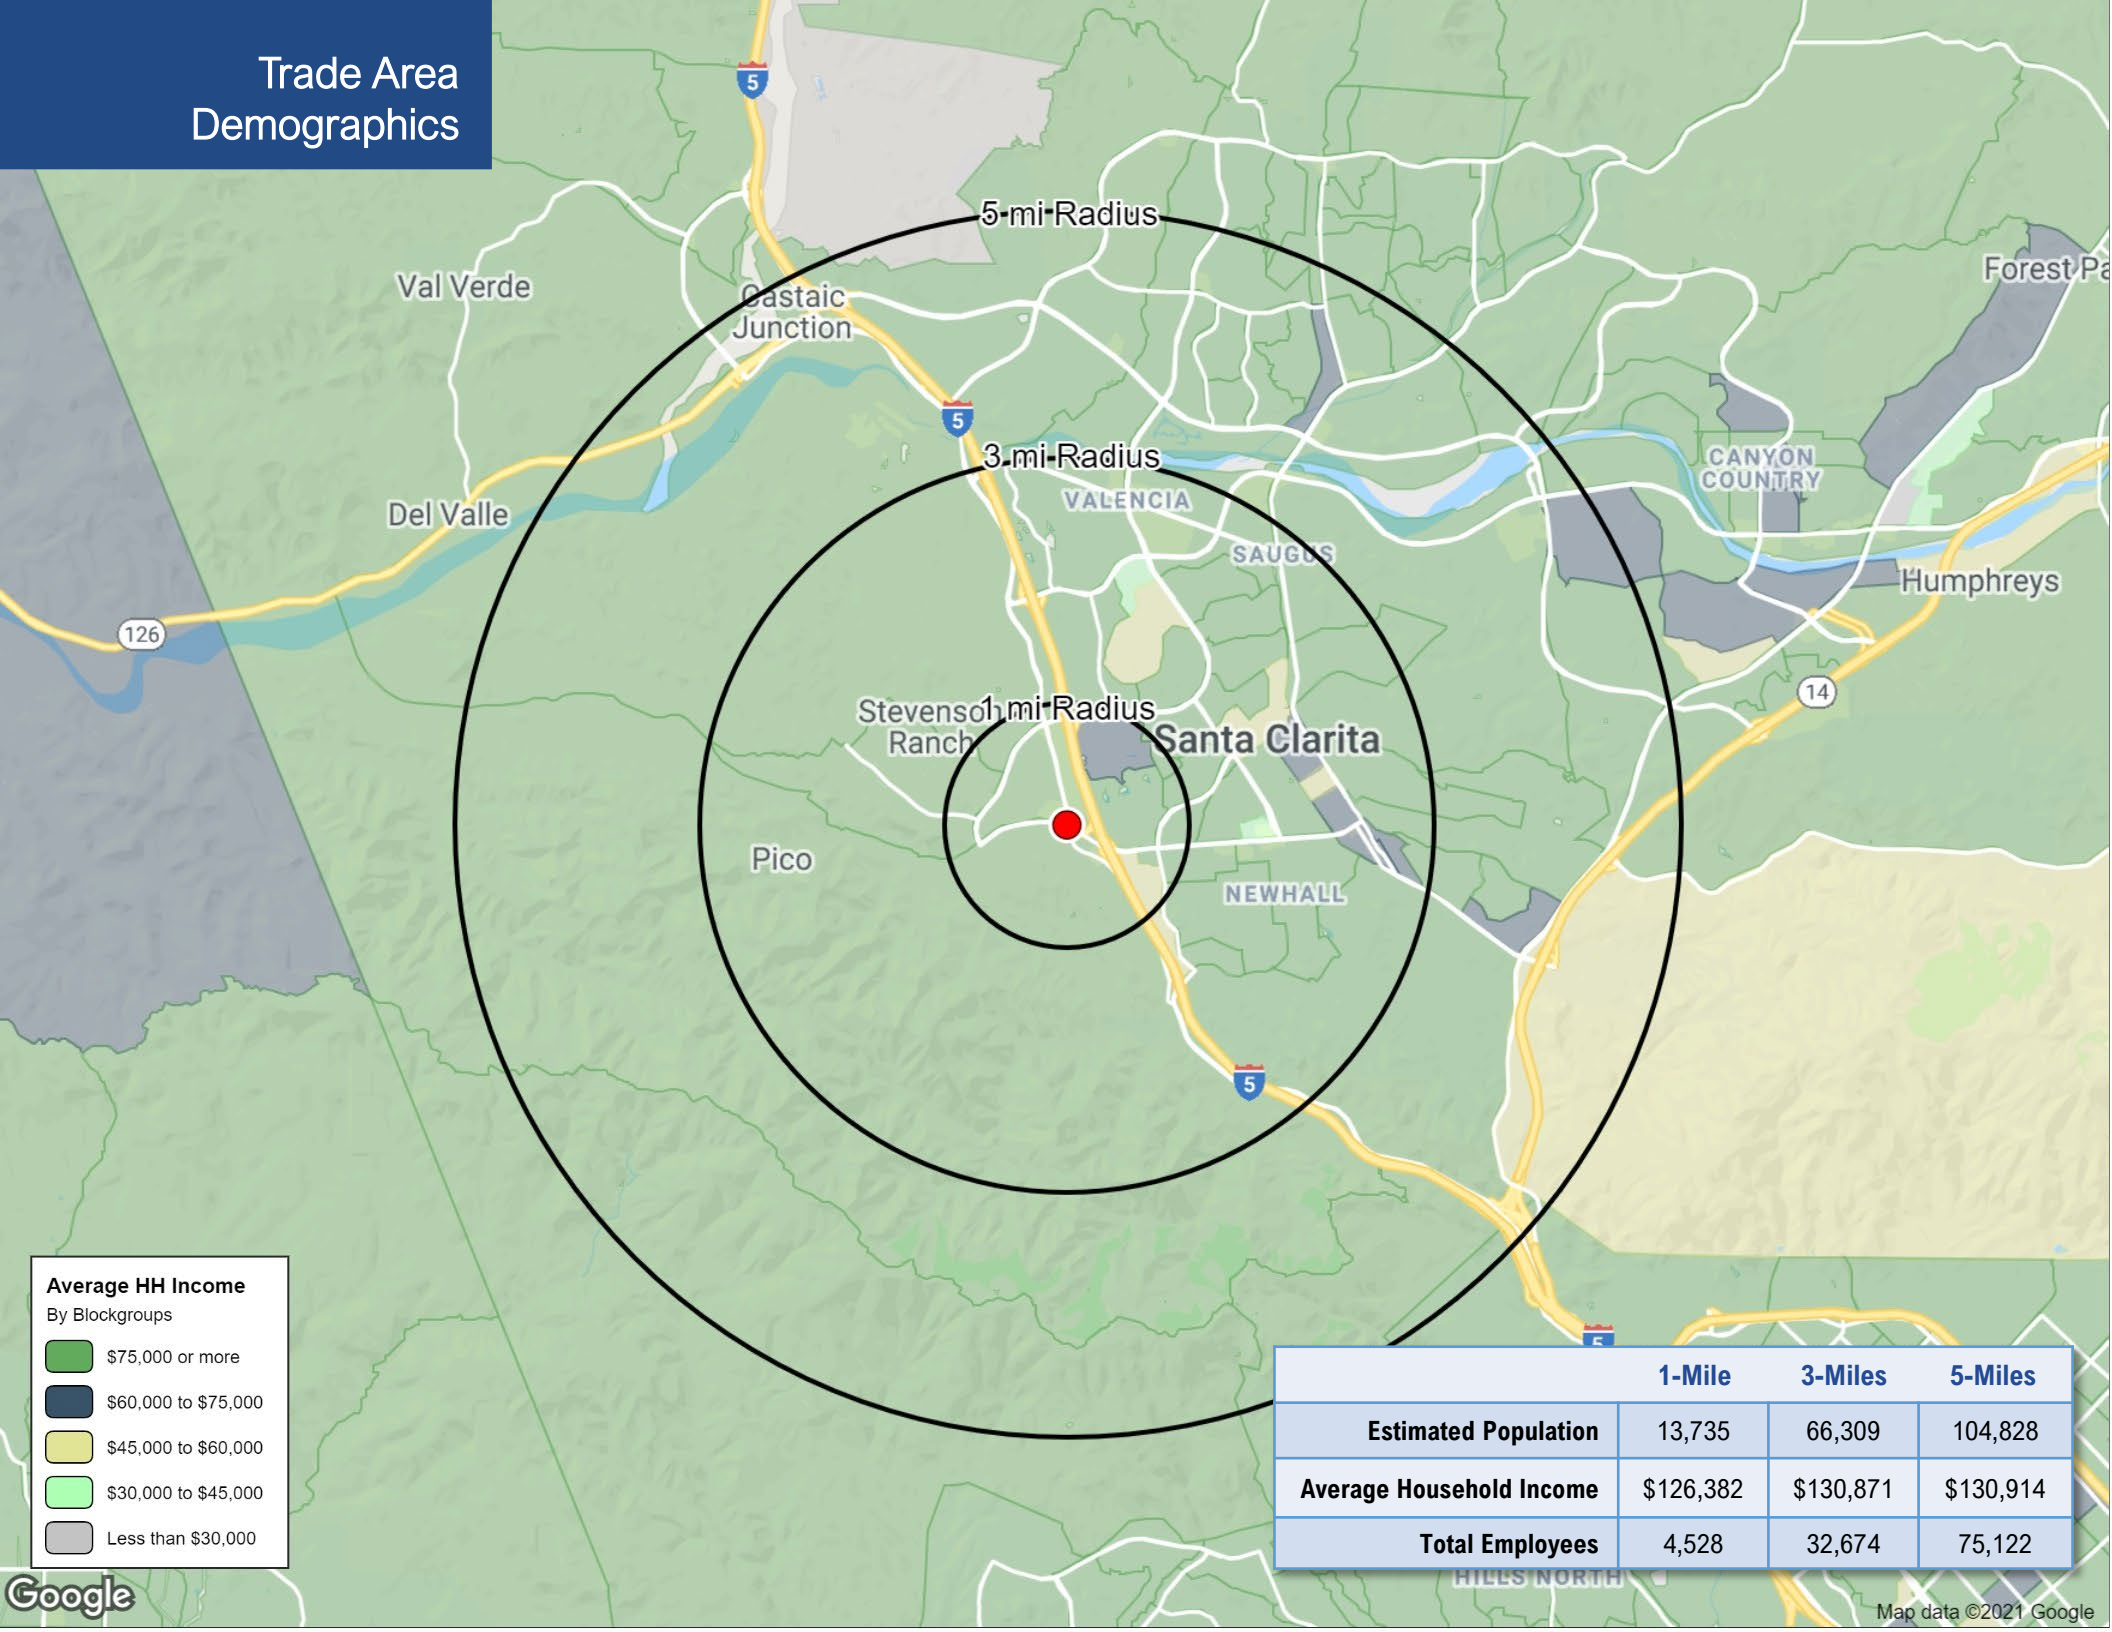 Trade Area
Demographics
5
5 mi Radius
Forest Pa
Val Verde
Castaic
Junction
5
3 mi Radius
CANYON
COUNTRY
VALENCIA
Del Valle
SAUGUS
Humphreys
126
14
1 mi Radius
Stevenson
Ranch
Santa Clarita
Pico
NEWHALL
5
5
Average HH Income
By Blockgroups
$75,000 or more
$60,000 to $75,000
$45,000 to $60,000
$30,000 to $45,000
Less than $30,000
1-Mile 3-Miles 5-Miles
Estimated Population 13,735 66,309 104,828
Average Household Income $126,382 $130,871 $130,914
Total Employees 4,528 32,674 75,122
HILLS NORTH
Google
Map data ©2021 Google